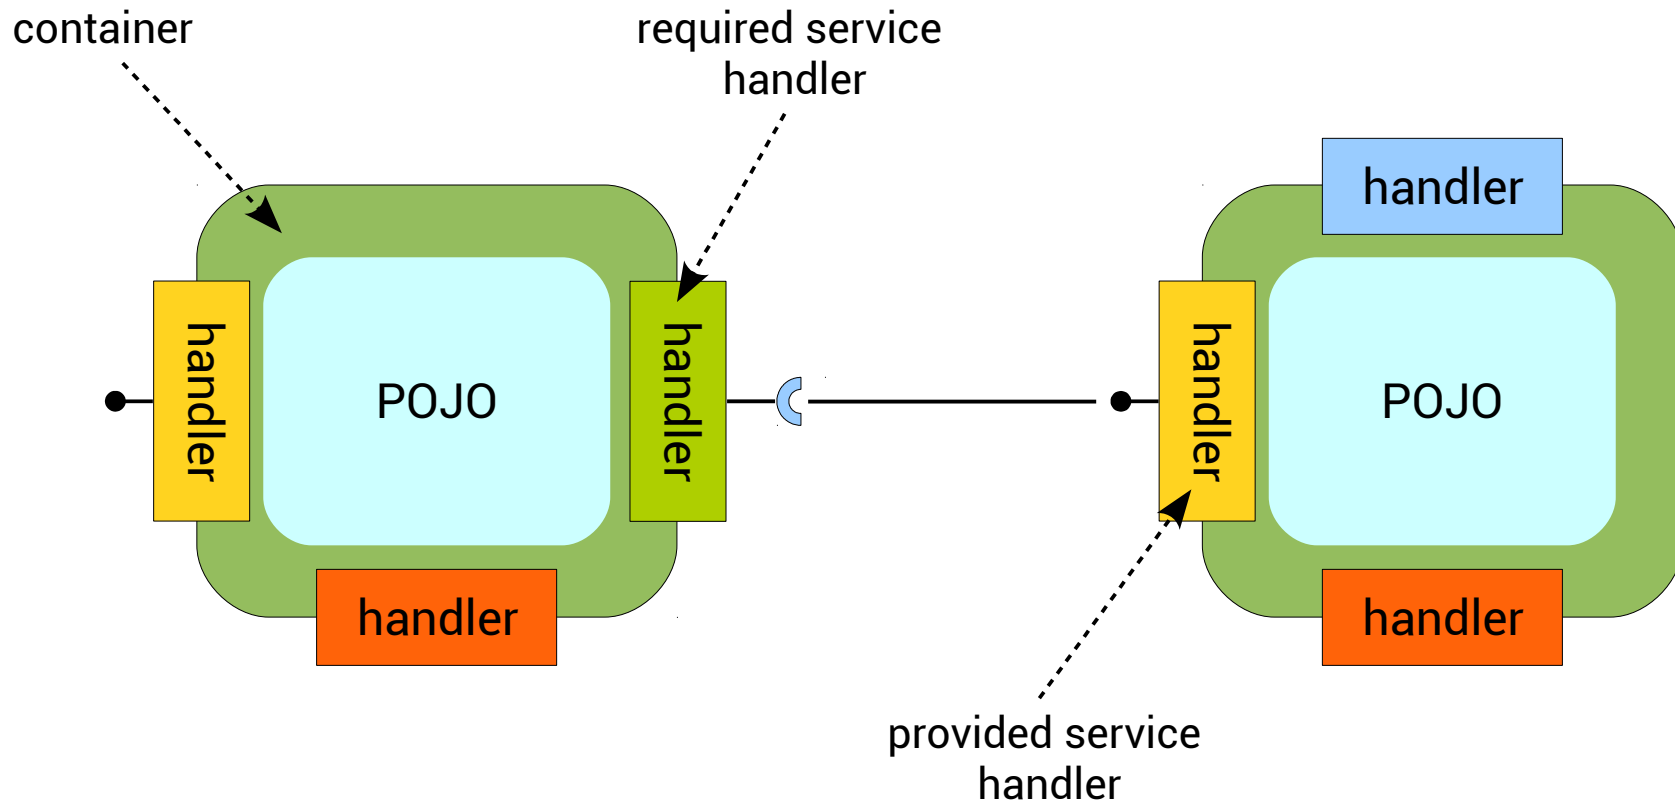 container
required service
handler
handler
handler
POJO
handler
handler
POJO
handler
handler
provided service
handler